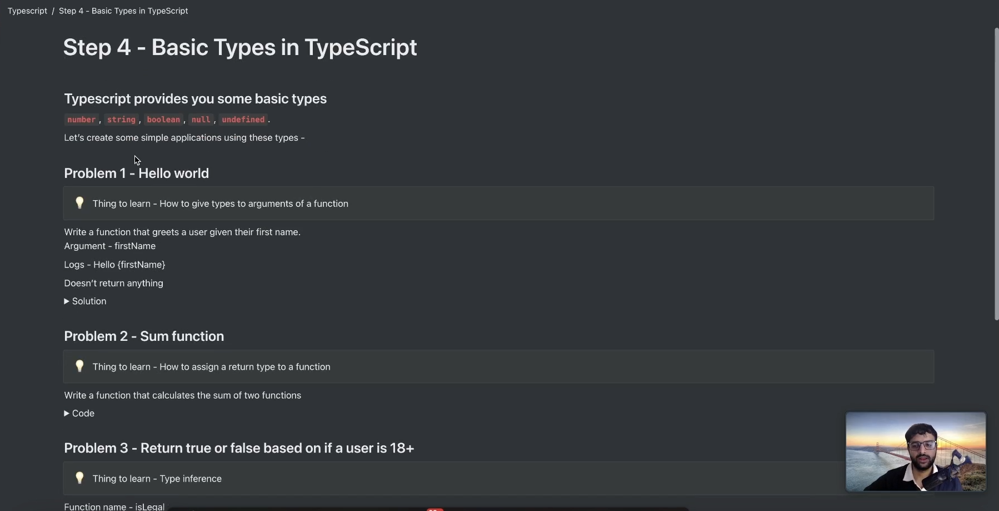 Typescript / Step 4 - Basic Types in TypeScript
Step 4 - Basic Types in TypeScript
Typescript provides you some basic types
number, string, boolean, null, undefined.
Let’s create some simple applications using these types -
Problem 1 - Hello world
💡 Thing to learn - How to give types to arguments of a function
Write a function that greets a user given their first name.
Argument - firstName
Logs - Hello {firstName}
Doesn’t return anything
▶ Solution
Problem 2 - Sum function
💡 Thing to learn - How to assign a return type to a function
Write a function that calculates the sum of two functions
▶ Code
Problem 3 - Return true or false based on if a user is 18+
💡 Thing to learn - Type inference
Function name - isLegal